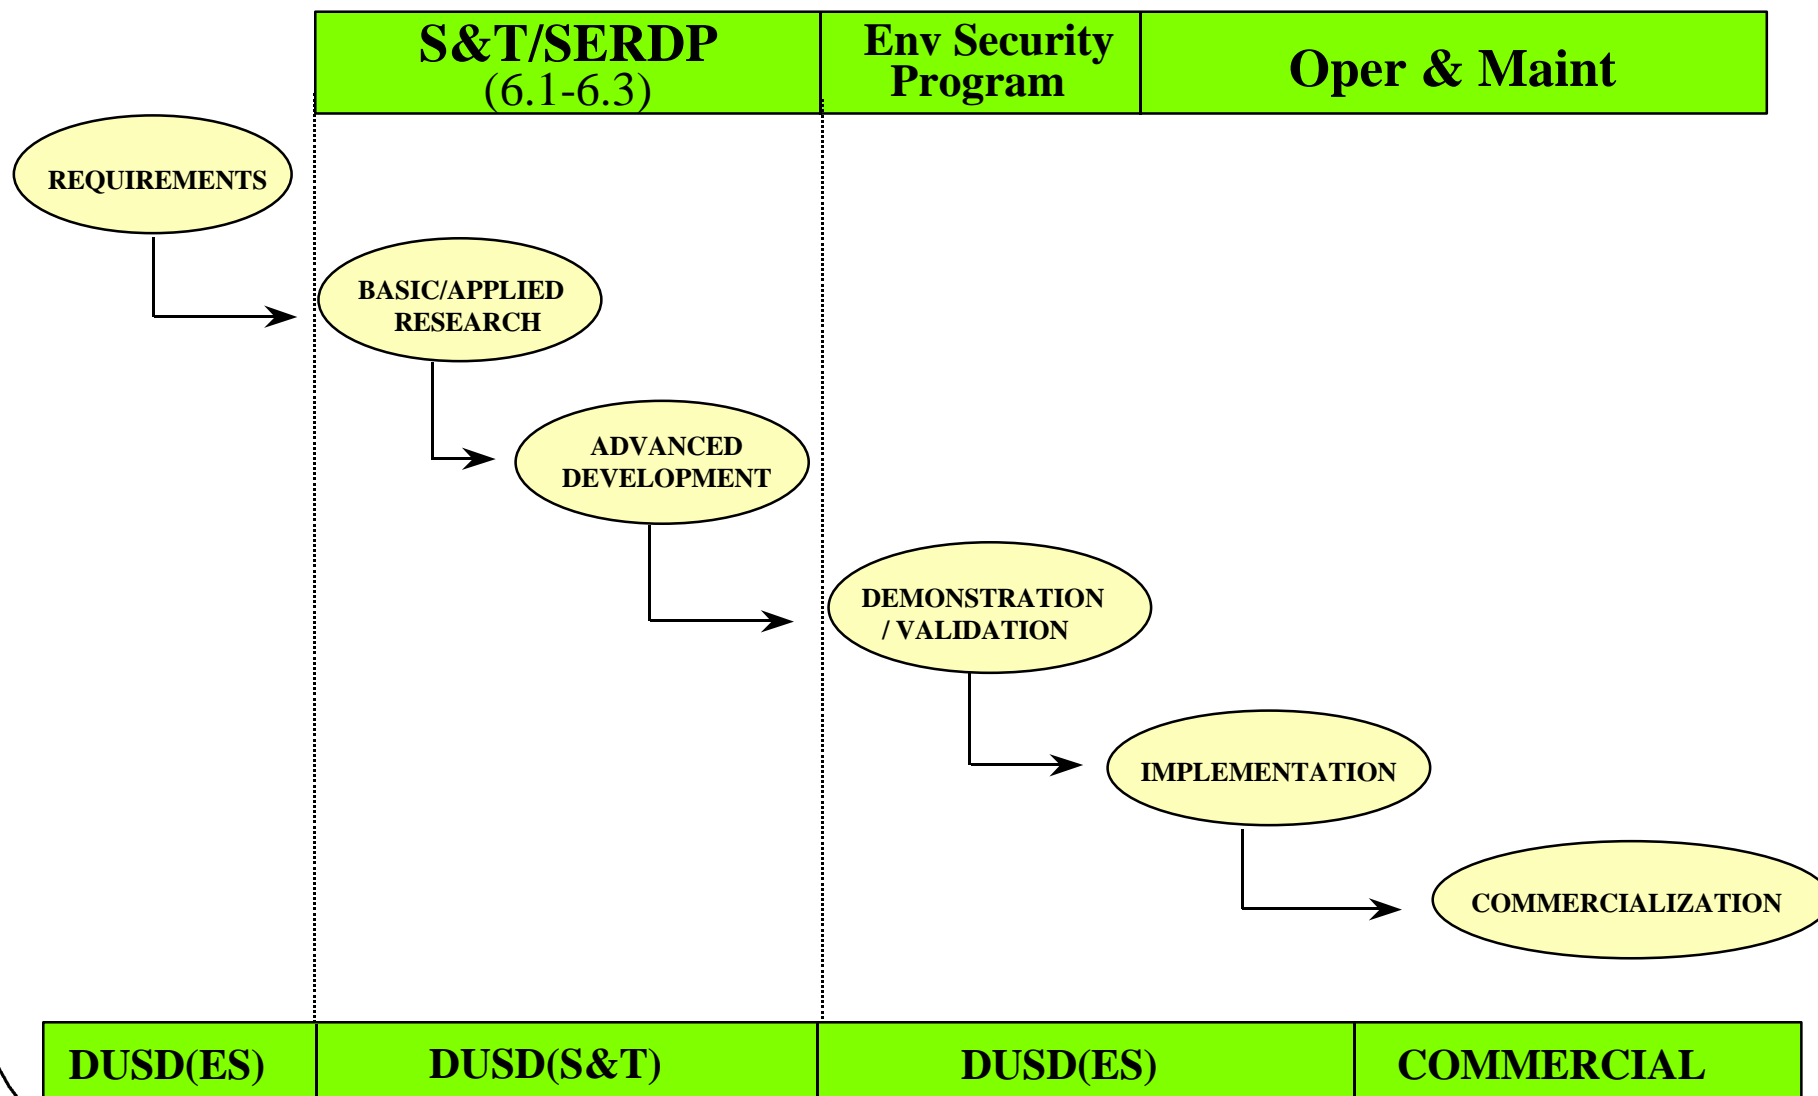 S&T/SERDP
(6.1-6.3)
Env Security
Program
Oper & Maint
REQUIREMENTS
BASIC/APPLIED
RESEARCH
ADVANCED
DEVELOPMENT
DEMONSTRATION
/ VALIDATION
IMPLEMENTATION
COMMERCIALIZATION
DUSD(ES)
DUSD(S&T)
DUSD(ES)
COMMERCIAL